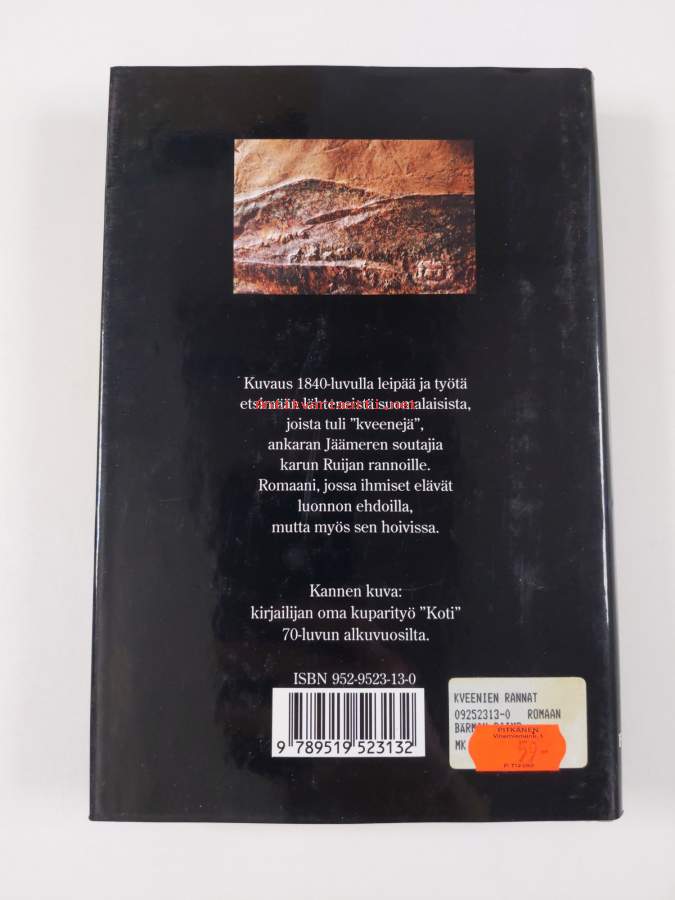 Kuvaus 1840-luvulla leipää ja työtä
etsimään lähteneistä suomalaisista,
joista tuli ”kveenejä”,
ankaran Jäämeren soutajia
karun Ruijan rannoille.
Romaani, jossa ihmiset elävät
luonnon ehdoilla,
mutta myös sen hoivissa.
Kannen kuva:
kirjailijan oma kuparityö ”Koti”
70-luvun alkuvuosilta.
ISBN 952-9523-13-0
9 789519 523132
KVEENIEN RANNAT
09252313-0 ROMAAN
MK
PITKÄNEN
59-